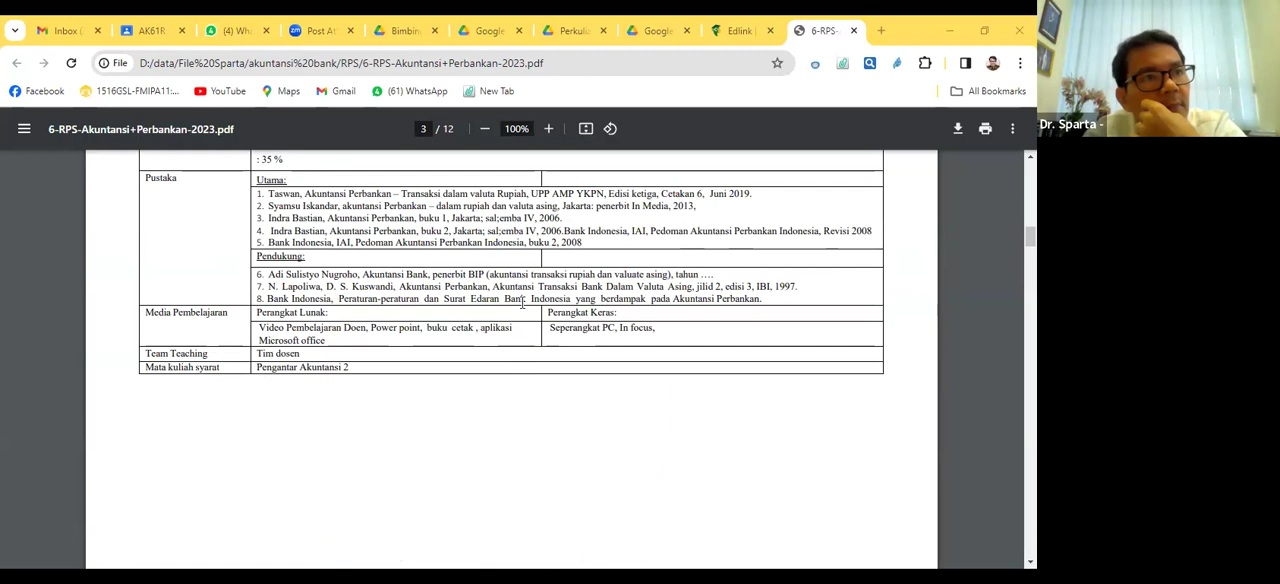 Inbox (
AK61R
(4) Wh
Post A
Bimbin
Google
Perkuli
Google
Edlink
6-RPS-
File
D:/data/File%20Sparta/akuntansi%20bank/RPS/6-RPS-Akuntansi+Perbankan-2023.pdf
Facebook
1516GSL-FMIPA11:...
YouTube
Maps
Gmail
(61) WhatsApp
New Tab
All Bookmarks
6-RPS-Akuntansi+Perbankan-2023.pdf
3 / 12
100%
Dr. Sparta -
: 35 %
Pustaka
Utama:
1. Taswan, Akuntansi Perbankan – Transaksi dalam valuta Rupiah, UPP AMP YKPN, Edisi ketiga, Cetakan 6, Juni 2019.
2. Syamsu Iskandar, akuntansi Perbankan – dalam rupiah dan valuta asing, Jakarta: penerbit In Media, 2013,
3. Indra Bastian, Akuntansi Perbankan, buku 1, Jakarta; sal;emba IV, 2006.
4. Indra Bastian, Akuntansi Perbankan, buku 2, Jakarta; sal;emba IV, 2006.Bank Indonesia, IAI, Pedoman Akuntansi Perbankan Indonesia, Revisi 2008
5. Bank Indonesia, IAI, Pedoman Akuntansi Perbankan Indonesia, buku 2, 2008
Pendukung:
6. Adi Sulistyo Nugroho, Akuntansi Bank, penerbit BIP (akuntansi transaksi rupiah dan valuate asing), tahun ….
7. N. Lapoliwa, D. S. Kuswandi, Akuntansi Perbankan, Akuntansi Transaksi Bank Dalam Valuta Asing, jilid 2, edisi 3, IBI, 1997.
8. Bank Indonesia, Peraturan-peraturan dan Surat Edaran Bank Indonesia yang berdampak pada Akuntansi Perbankan.
Media Pembelajaran
Perangkat Lunak:
Perangkat Keras:
Video Pembelajaran Doen, Power point, buku cetak , aplikasi
Microsoft office
Seperangkat PC, In focus,
Team Teaching
Tim dosen
Mata kuliah syarat
Pengantar Akuntansi 2